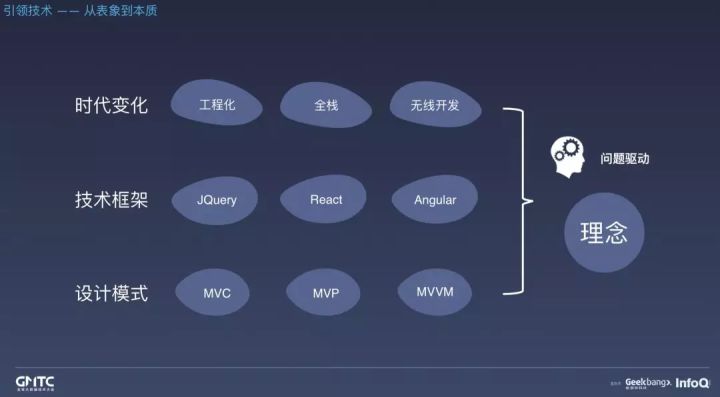 引领技术 —— 从表象到本质
时代变化 工程化 全栈 无线开发
问题驱动
技术框架 JQuery React Angular
理念
设计模式 MVC MVP MVVM
GMTC
Geekbang> InfoQ